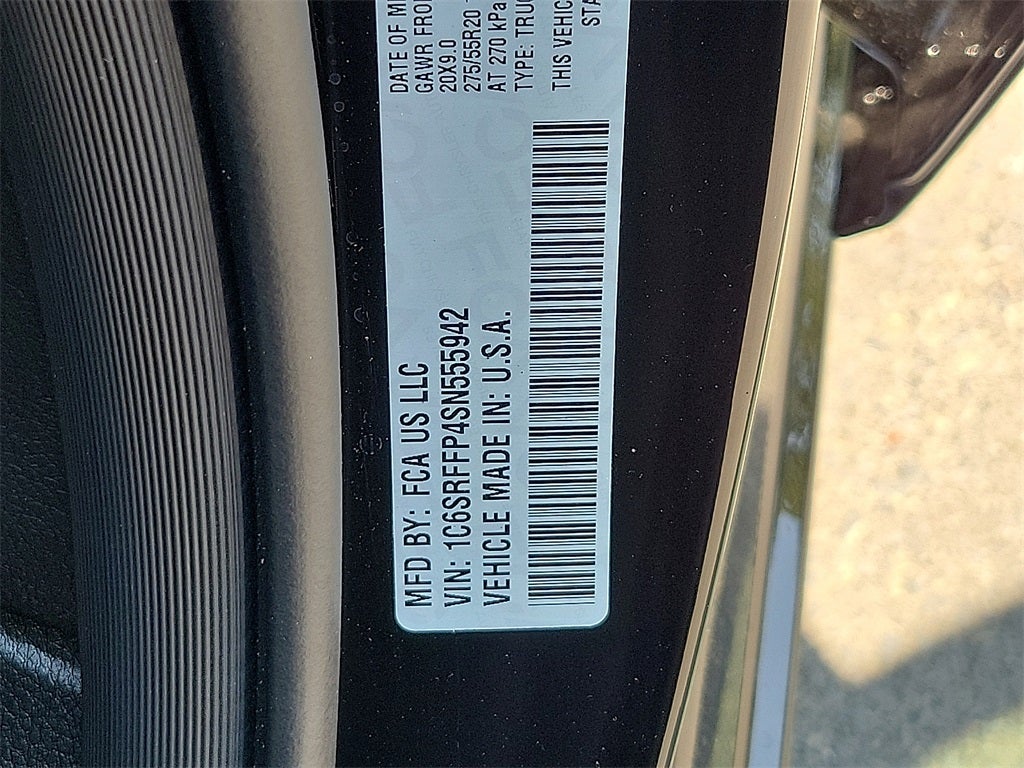 MFD BY: FCA US LLC
VIN: 1C6SRFFP4SN555942
VEHICLE MADE IN: U.S.A.
DATE OF M
GAWR FRO
20X9.0
275/55R20
AT 270 kPa
TYPE: TRUC
THIS VEHIC
STA